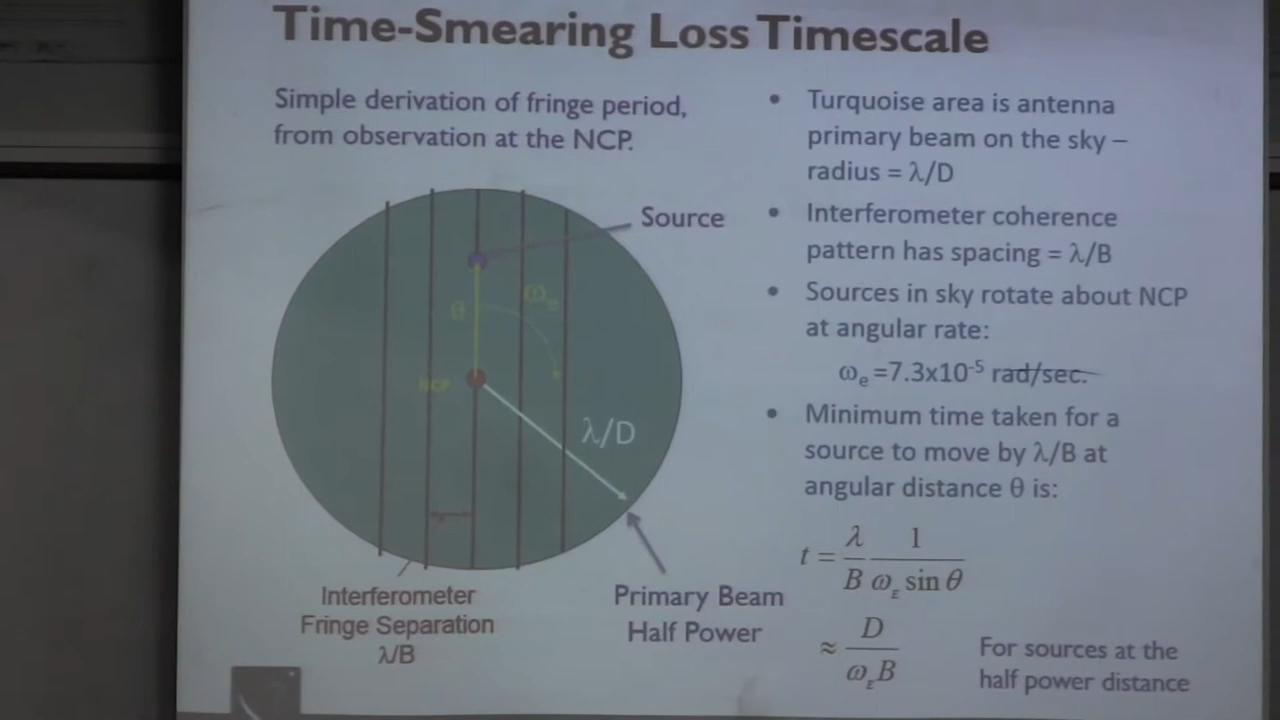 Time-Smearing Loss Timescale
Simple derivation of fringe period,
from observation at the NCP.
Source
θ
ωe
NCP
λ/D
Interferometer
Fringe Separation
λ/B
Primary Beam
Half Power
• Turquoise area is antenna
primary beam on the sky –
radius = λ/D
• Interferometer coherence
pattern has spacing = λ/B
• Sources in sky rotate about NCP
at angular rate:
ωe =7.3x10-5 rad/sec.
• Minimum time taken for a
source to move by λ/B at
angular distance θ is:
t = λ/B 1/(ωE sin θ)
≈ D/(ωE B)
For sources at the
half power distance